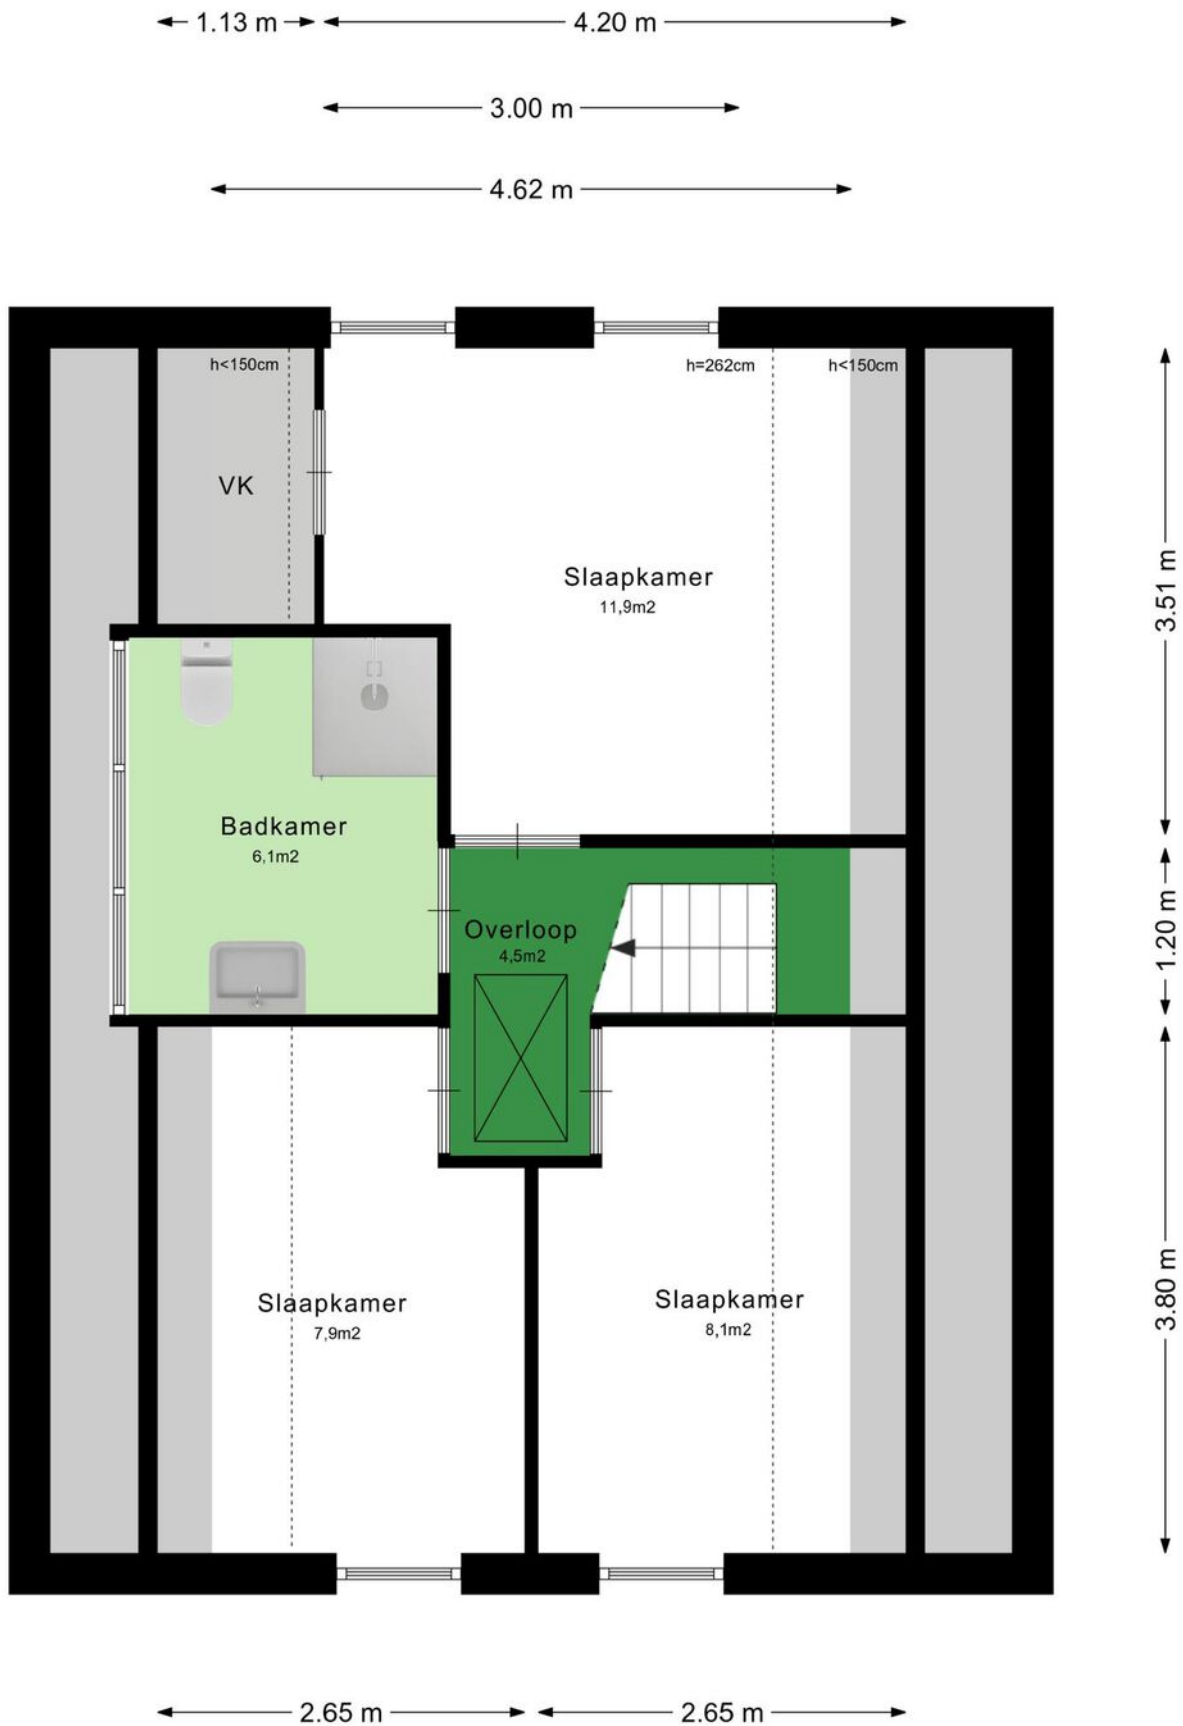 1.13 m
4.20 m
3.00 m
4.62 m
h<150cm
h=262cm
h<150cm
VK
Slaapkamer
11,9m2
3.51 m
Badkamer
6,1m2
Overloop
4,5m2
1.20 m
Slaapkamer
7,9m2
Slaapkamer
8,1m2
3.80 m
2.65 m
2.65 m